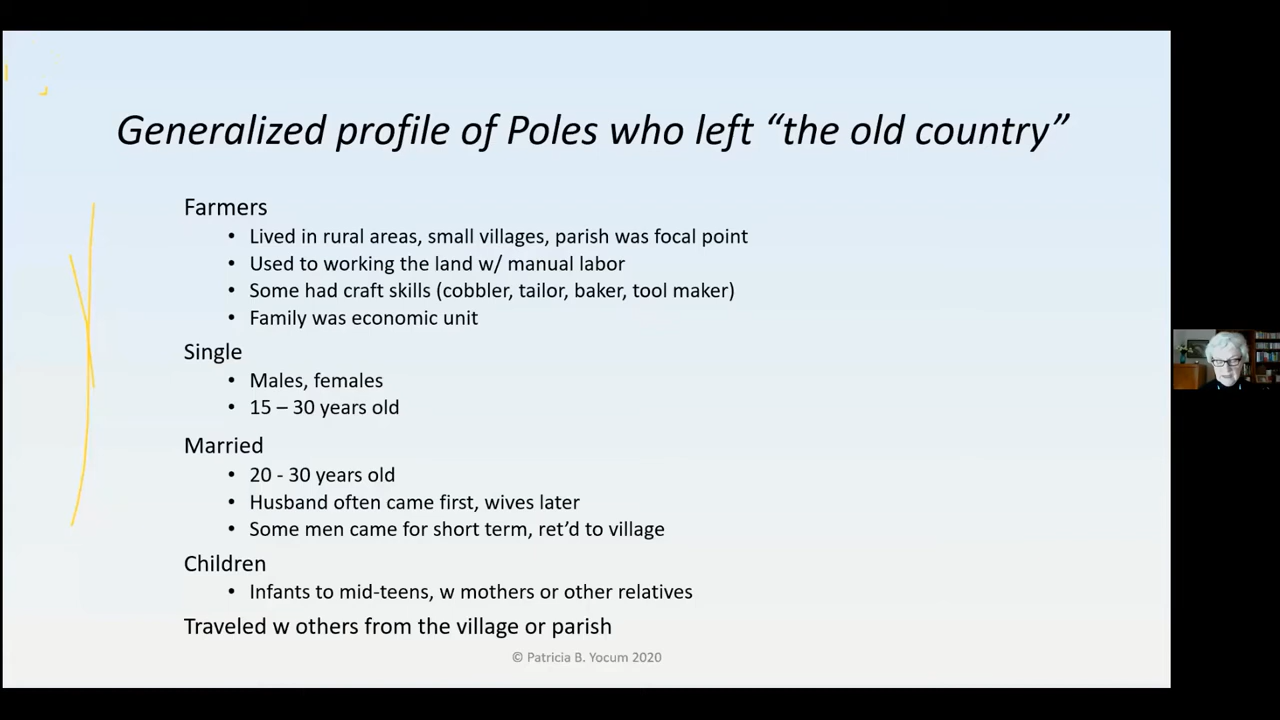 Generalized profile of Poles who left “the old country”
Farmers
• Lived in rural areas, small villages, parish was focal point
• Used to working the land w/ manual labor
• Some had craft skills (cobbler, tailor, baker, tool maker)
• Family was economic unit
Single
• Males, females
• 15 – 30 years old
Married
• 20 - 30 years old
• Husband often came first, wives later
• Some men came for short term, ret’d to village
Children
• Infants to mid-teens, w mothers or other relatives
Traveled w others from the village or parish
© Patricia B. Yocum 2020